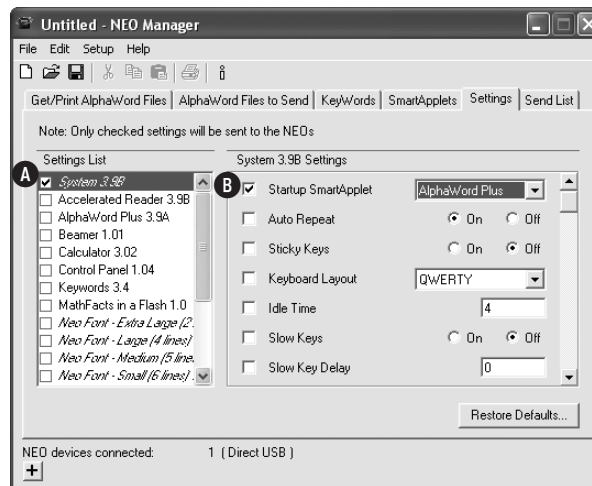 Untitled - NEO Manager
File Edit Setup Help
Get/Print AlphaWord Files AlphaWord Files to Send KeyWords SmartApplets Settings Send List
Note: Only checked settings will be sent to the NEOs
Settings List
A
System 3.9B
Accelerated Reader 3.9B
AlphaWord Plus 3.9A
Beamer 1.01
Calculator 3.02
Control Panel 1.04
Keywords 3.4
MathFacts in a Flash 1.0
Neo Font - Extra Large (2
Neo Font - Large (4 lines)
Neo Font - Medium (5 line
Neo Font - Small (6 lines) .
System 3.9B Settings
B
Startup SmartApplet AlphaWord Plus
Auto Repeat On Off
Sticky Keys On Off
Keyboard Layout QWERTY
Idle Time 4
Slow Keys On Off
Slow Key Delay 0
Restore Defaults...
NEO devices connected: 1 ( Direct USB )